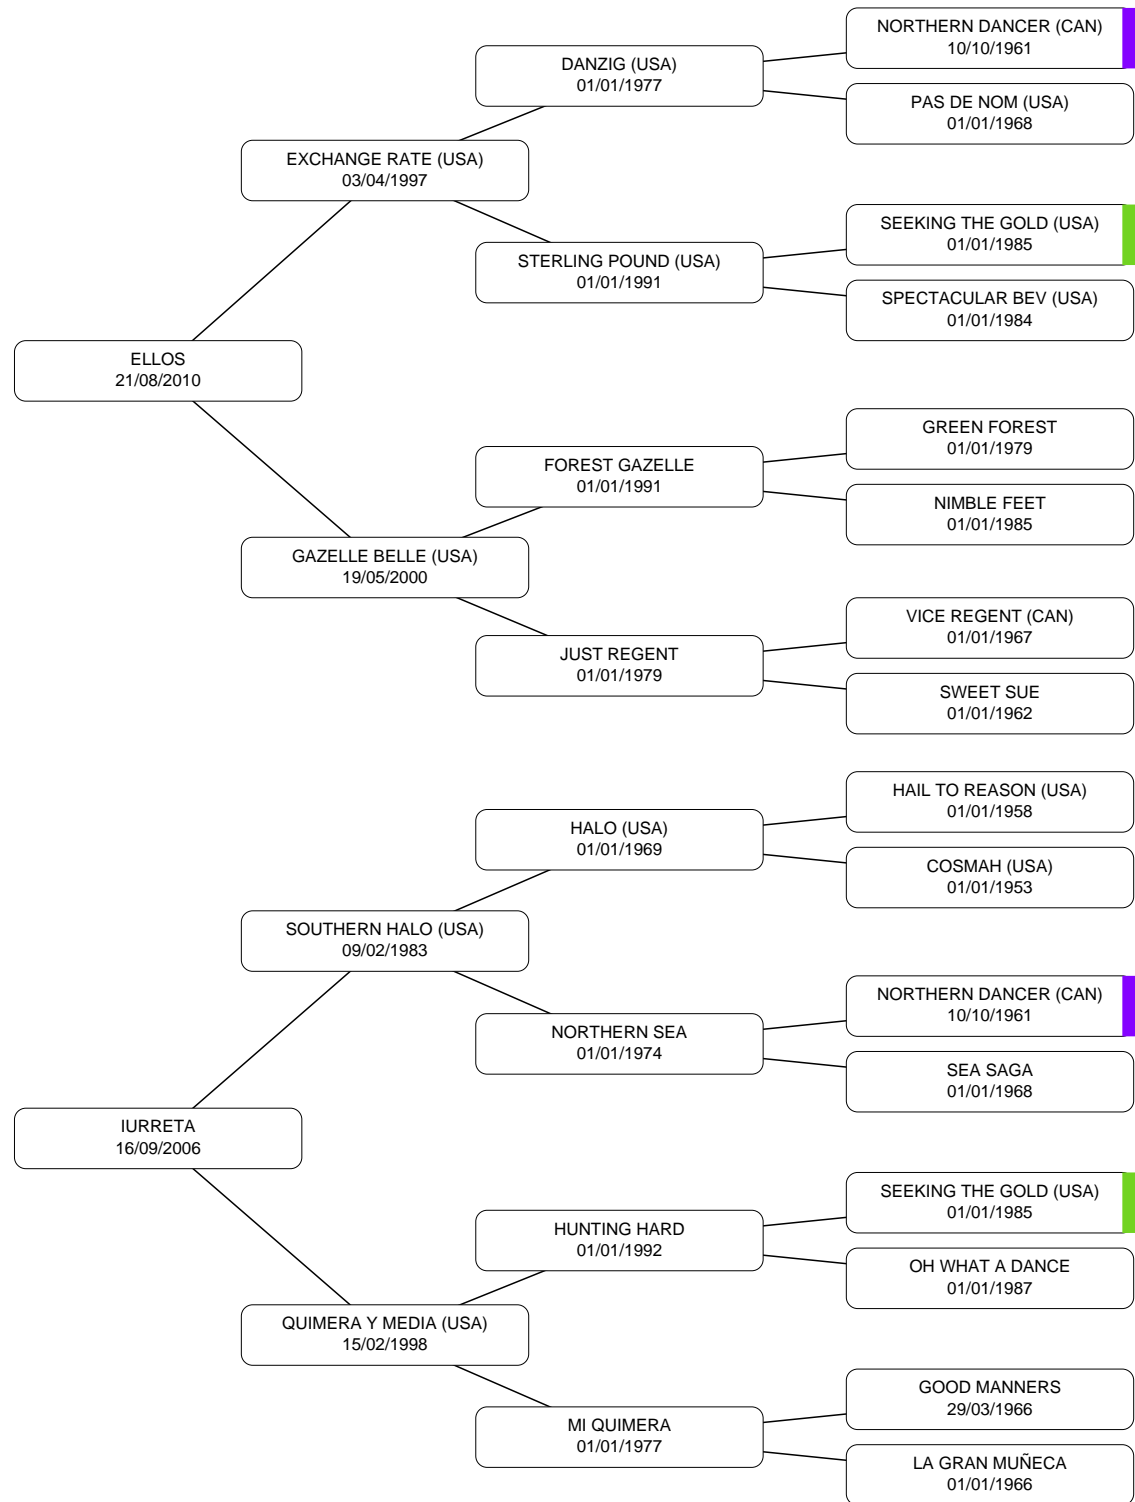 NORTHERN DANCER (CAN)
10/10/1961
DANZIG (USA)
01/01/1977
PAS DE NOM (USA)
01/01/1968
EXCHANGE RATE (USA)
03/04/1997
SEEKING THE GOLD (USA)
01/01/1985
STERLING POUND (USA)
01/01/1991
SPECTACULAR BEV (USA)
01/01/1984
ELLOS
21/08/2010
GREEN FOREST
01/01/1979
FOREST GAZELLE
01/01/1991
NIMBLE FEET
01/01/1985
GAZELLE BELLE (USA)
19/05/2000
VICE REGENT (CAN)
01/01/1967
JUST REGENT
01/01/1979
SWEET SUE
01/01/1962
HAIL TO REASON (USA)
01/01/1958
HALO (USA)
01/01/1969
COSMAH (USA)
01/01/1953
SOUTHERN HALO (USA)
09/02/1983
NORTHERN DANCER (CAN)
10/10/1961
NORTHERN SEA
01/01/1974
SEA SAGA
01/01/1968
IURRETA
16/09/2006
SEEKING THE GOLD (USA)
01/01/1985
HUNTING HARD
01/01/1992
OH WHAT A DANCE
01/01/1987
QUIMERA Y MEDIA (USA)
15/02/1998
GOOD MANNERS
29/03/1966
MI QUIMERA
01/01/1977
LA GRAN MUÑECA
01/01/1966